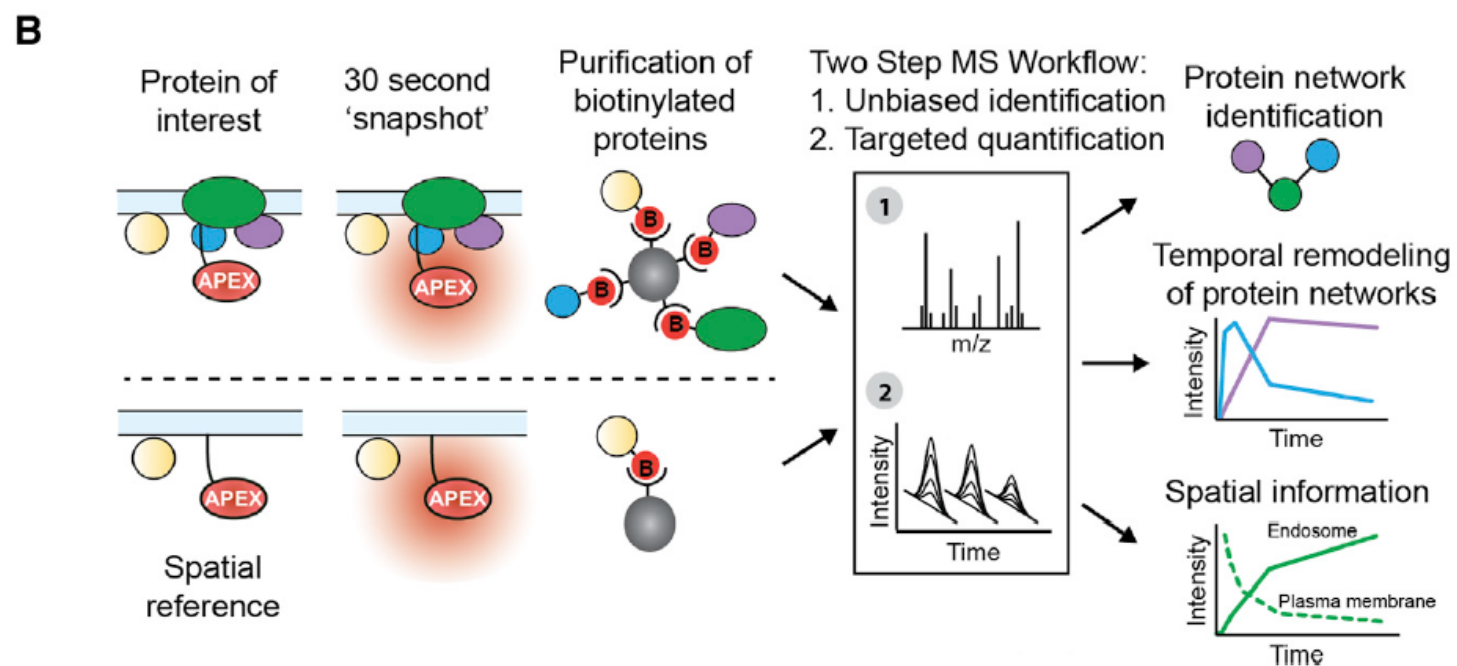 B
Protein of
interest
30 second
‘snapshot’
Purification of
biotinylated
proteins
Two Step MS Workflow:
1. Unbiased identification
2. Targeted quantification
Protein network
identification
APEX
APEX
B
B
B
B
1
m/z
2
Intensity
Time
Temporal remodeling
of protein networks
Intensity
Time
APEX
APEX
B
Spatial
reference
Spatial information
Endosome
Plasma membrane
Intensity
Time